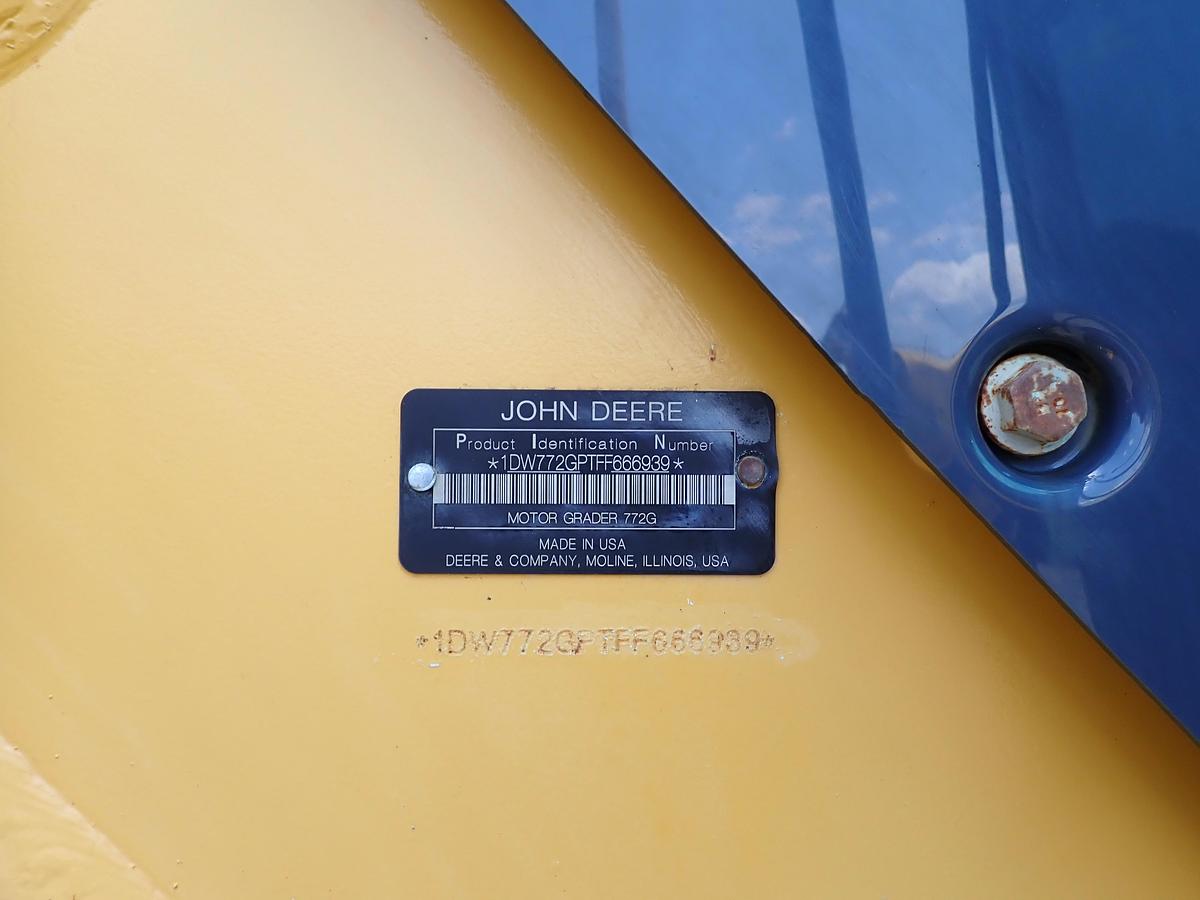 JOHN DEERE
Product Identification Number
*1DW772GPTFF666939*
MOTOR GRADER 772G
MADE IN USA
DEERE & COMPANY, MOLINE, ILLINOIS, USA
*1DW772GPTFF666939*